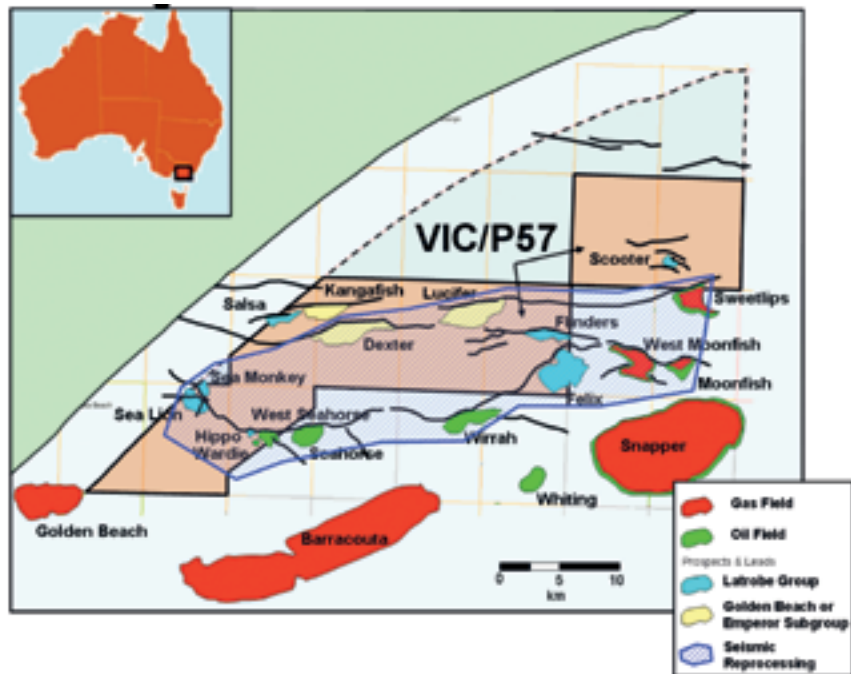 VIC/P57
Scooter
Kangafish
Lucifer
Salsa
Sweetlips
Flinders
Dexter
West Moonfish
Sea Monkey
Moonfish
Sea Lion
West Seahorse
Felix
Hippo
Wardie
Seahorse
Wirrah
Snapper
Whiting
Golden Beach
Barracouta
0 5 10
km
Gas Field
Oil Field
Prospects & Leads
Latrobe Group
Golden Beach or
Emperor Subgroup
Seismic
Reprocessing